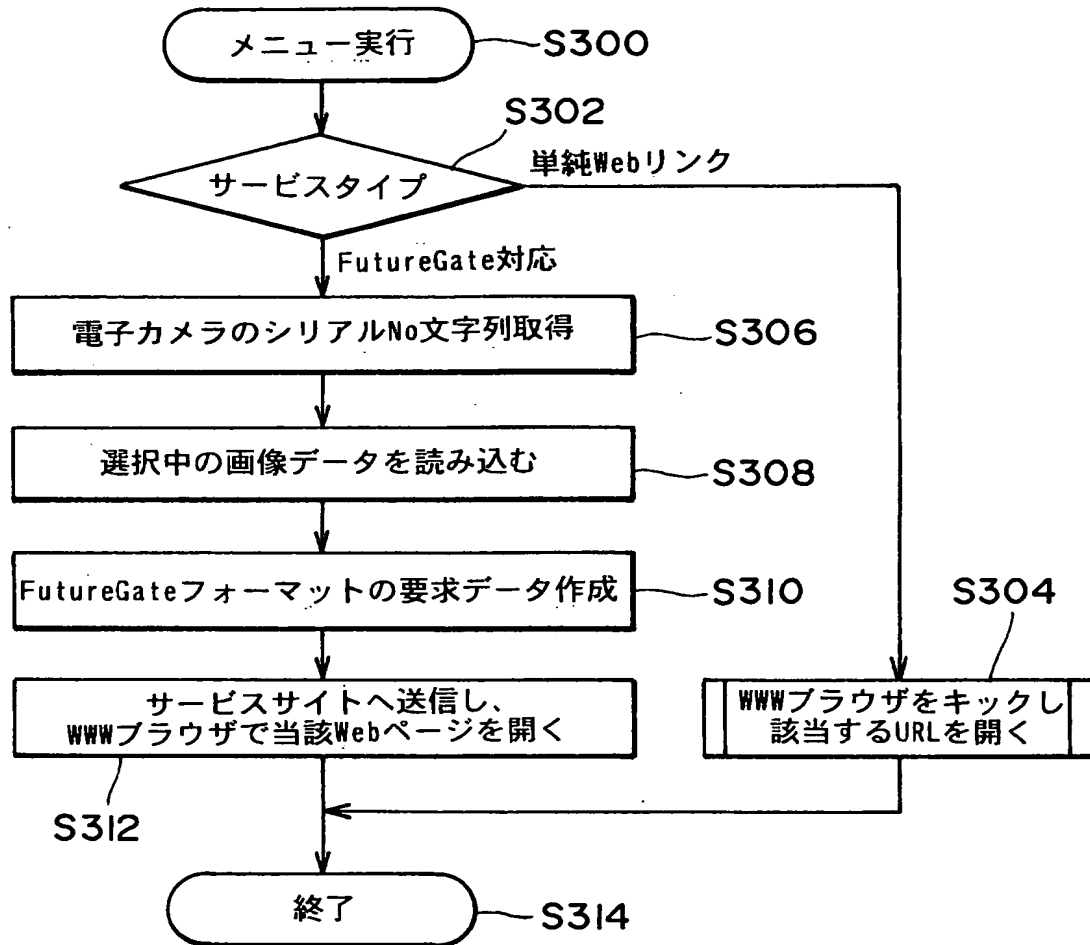 メニュー実行
S300
S302
サービスタイプ
単純Webリンク
FutureGate対応
電子カメラのシリアルNo文字列取得
S306
選択中の画像データを読み込む
S308
FutureGateフォーマットの要求データ作成
S310
S304
サービスサイトへ送信し、
WWWブラウザで当該Webページを開く
WWWブラウザをキックし
該当するURLを開く
S312
終了
S314